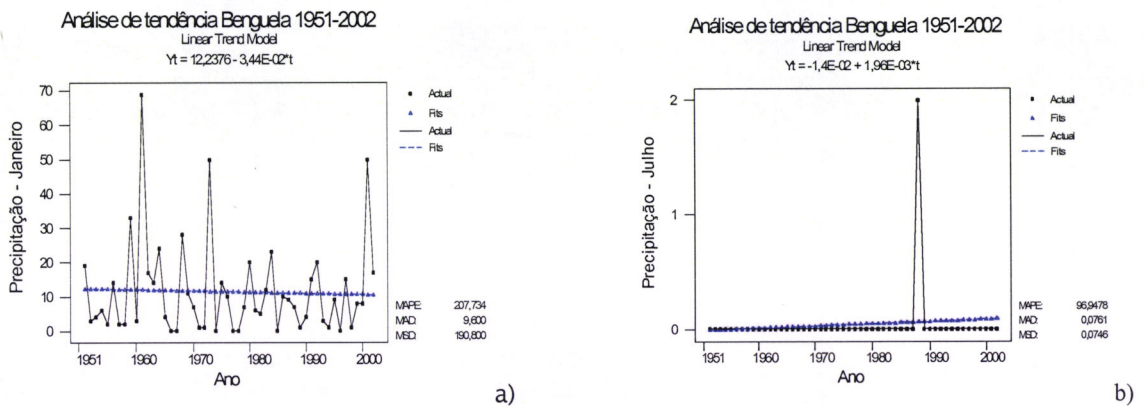 Análise de tendência Benguela 1951-2002
Linear Trend Model
Yt = 12,2376 - 3,44E-02*t
Precipitação - Janeiro
70
60
50
40
30
20
10
0
1951
1960
1970
1980
1990
2000
Ano
Actual
Fits
Actual
Fits
MAPE: 207,734
MAD: 9,600
MSD: 190,800
a)
Análise de tendência Benguela 1951-2002
Linear Trend Model
Yt = -1,4E-02 + 1,96E-03*t
Precipitação - Julho
2
1
0
1951
1960
1970
1980
1990
2000
Ano
Actual
Fits
Actual
Fits
MAPE: 96,9478
MAD: 0,0761
MSD: 0,0746
b)